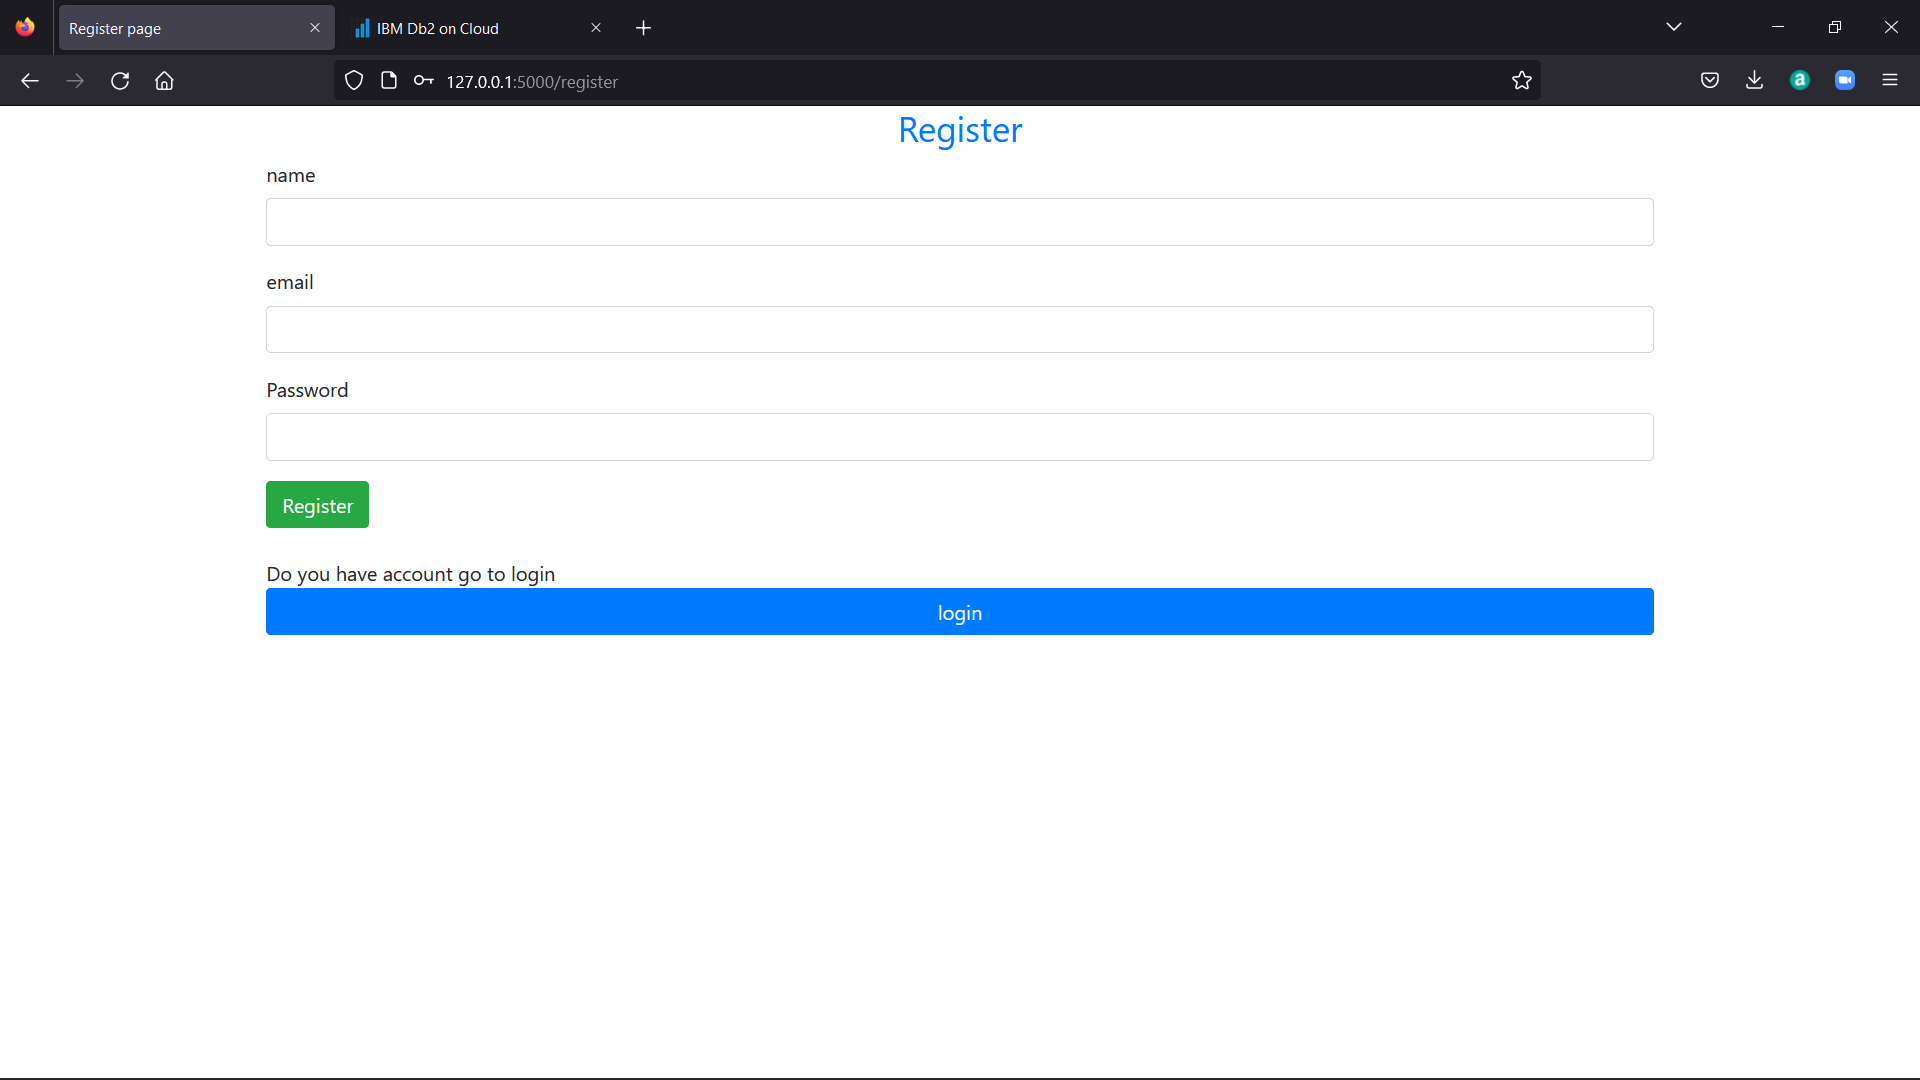 Register page
IBM Db2 on Cloud
127.0.0.1:5000/register
a
Register
name
email
Password
Register
Do you have account go to login
login